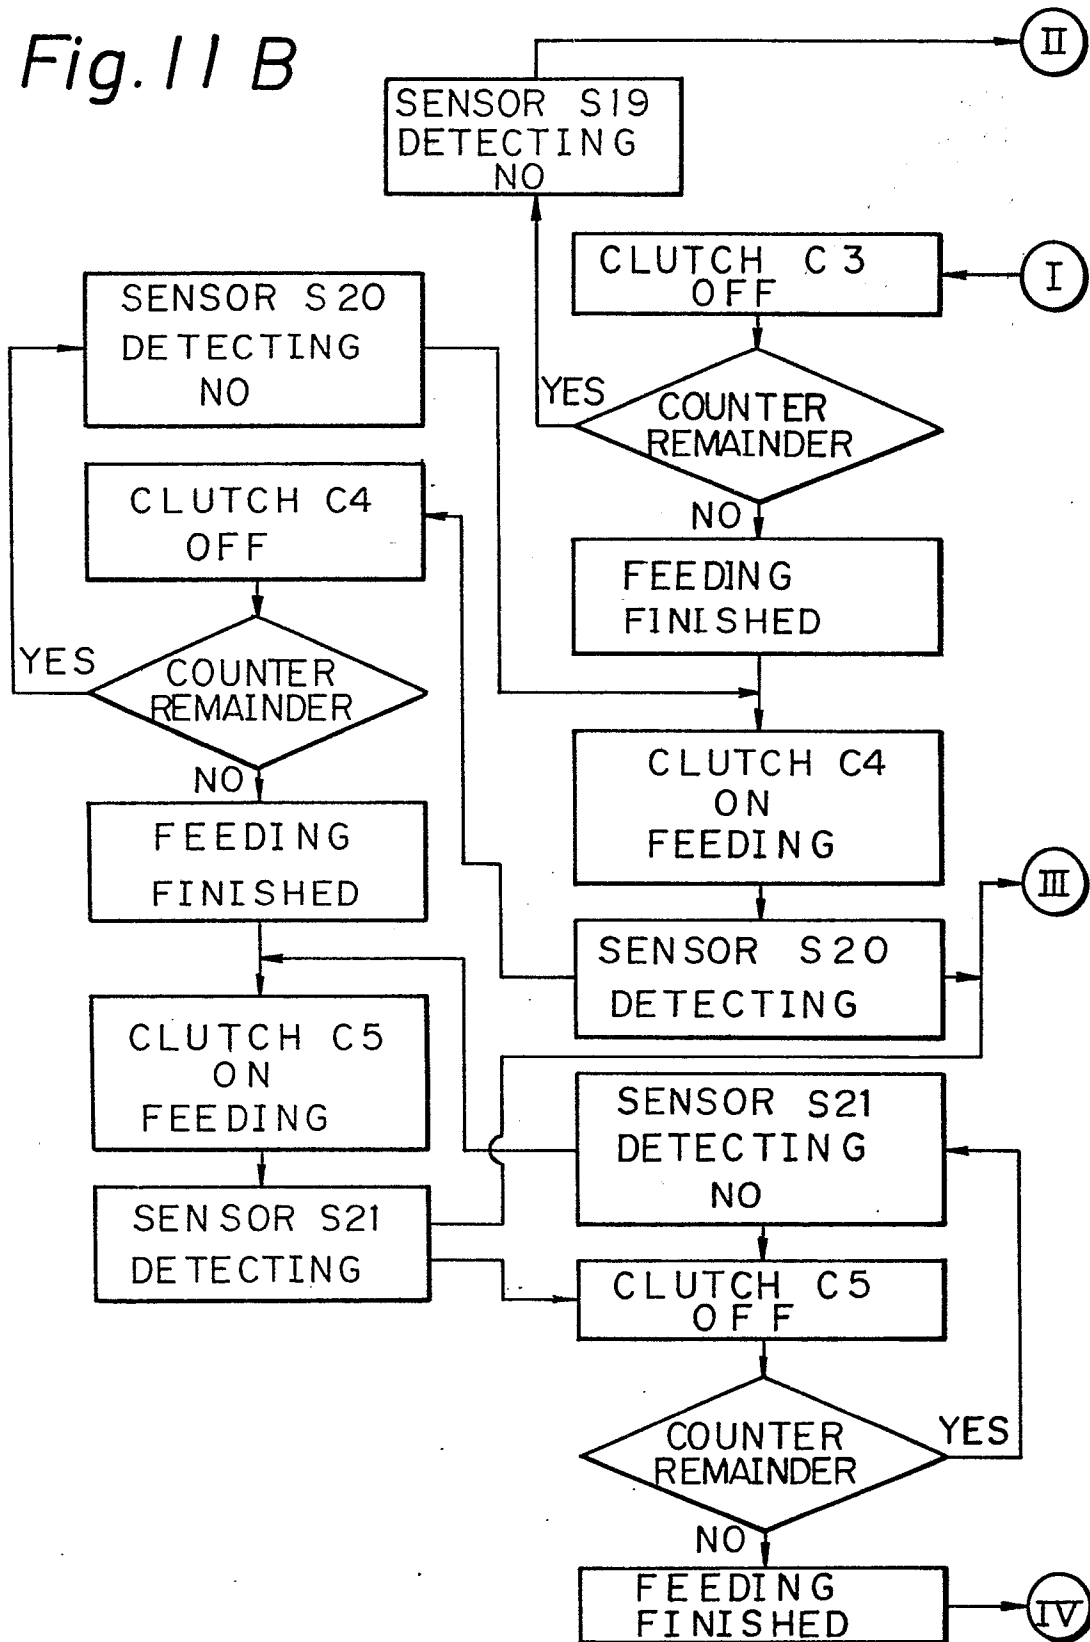 Fig. 11 B
II
SENSOR S19
DETECTING
NO
CLUTCH C3
OFF
I
SENSOR S20
DETECTING
NO
YES
COUNTER
REMAINDER
NO
CLUTCH C4
OFF
FEEDING
FINISHED
YES
COUNTER
REMAINDER
NO
CLUTCH C4
ON
FEEDING
FEEDING
FINISHED
III
SENSOR S20
DETECTING
CLUTCH C5
ON
FEEDING
SENSOR S21
DETECTING
NO
SENSOR S21
DETECTING
CLUTCH C5
OFF
COUNTER
REMAINDER
YES
NO
FEEDING
FINISHED
IV